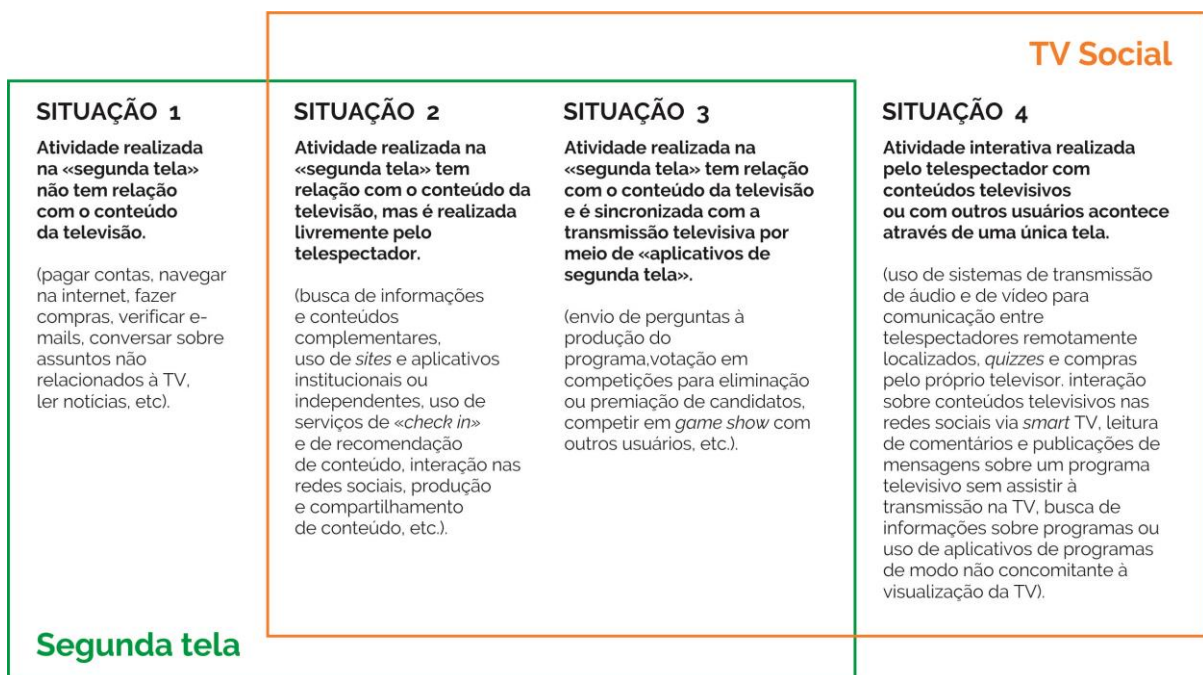 TV Social
SITUAÇÃO 1
Atividade realizada
na «segunda tela»
não tem relação
com o conteúdo
da televisão.
(pagar contas, navegar
na internet, fazer
compras, verificar e-
mails, conversar sobre
assuntos não
relacionados à TV,
ler notícias, etc).
SITUAÇÃO 2
Atividade realizada na
«segunda tela» tem
relação com o conteúdo da
televisão, mas é realizada
livremente pelo
telespectador.
(busca de informações
e conteúdos
complementares,
uso de sites e aplicativos
institucionais ou
independentes, uso de
serviços de «check in»
e de recomendação
de conteúdo, interação nas
redes sociais, produção
e compartilhamento
de conteúdo, etc.).
SITUAÇÃO 3
Atividade realizada na
«segunda tela» tem relação
com o conteúdo da televisão
e é sincronizada com a
transmissão televisiva por
meio de «aplicativos de
segunda tela».
(envio de perguntas à
produção do
programa,votação em
competições para eliminação
ou premiação de candidatos,
competir em game show com
outros usuários, etc.).
SITUAÇÃO 4
Atividade interativa realizada
pelo telespectador com
conteúdos televisivos
ou com outros usuários acontece
através de uma única tela.
(uso de sistemas de transmissão
de áudio e de vídeo para
comunicação entre
telespectadores remotamente
localizados, quizzes e compras
pelo próprio televisor. interação
sobre conteúdos televisivos nas
redes sociais via smart TV, leitura
de comentários e publicações de
mensagens sobre um programa
televisivo sem assistir à
transmissão na TV, busca de
informações sobre programas ou
uso de aplicativos de programas
de modo não concomitante à
visualização da TV).
Segunda tela